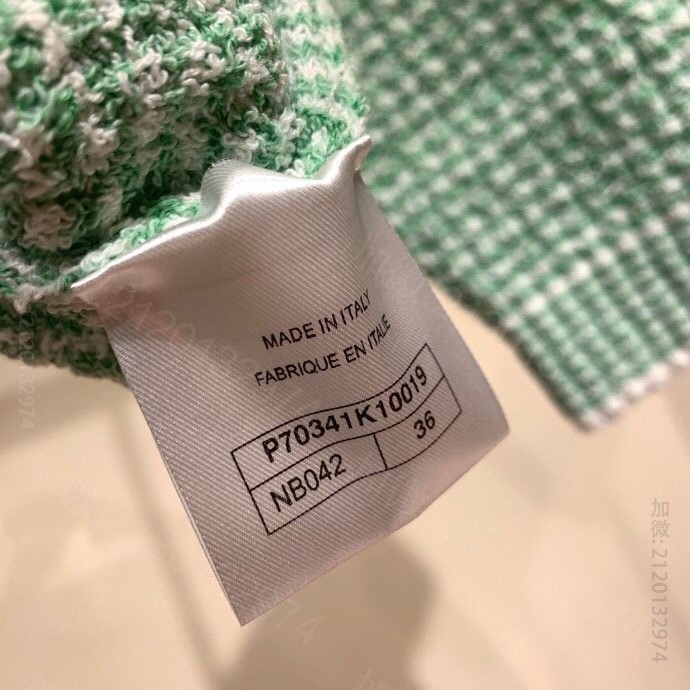 MADE IN ITALY
FABRIQUE EN ITALIE
P70341K10019
NB042 36
加微: 2120132974